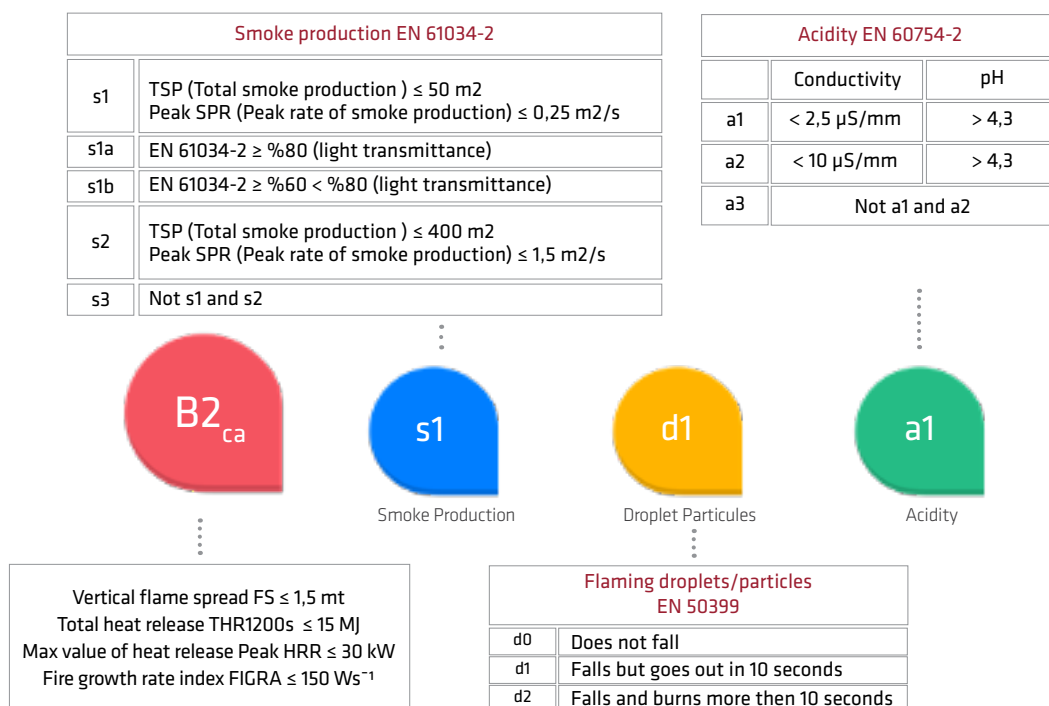 Smoke production EN 61034-2
s1
TSP (Total smoke production ) ≤ 50 m2
Peak SPR (Peak rate of smoke production) ≤ 0,25 m2/s
s1a
EN 61034-2 ≥ %80 (light transmittance)
s1b
EN 61034-2 ≥ %60 < %80 (light transmittance)
s2
TSP (Total smoke production ) ≤ 400 m2
Peak SPR (Peak rate of smoke production) ≤ 1,5 m2/s
s3
Not s1 and s2
Acidity EN 60754-2
Conductivity
pH
a1
< 2,5 µS/mm
> 4,3
a2
< 10 µS/mm
> 4,3
a3
Not a1 and a2
B2ca
s1
d1
a1
Smoke Production
Droplet Particules
Acidity
Vertical flame spread FS ≤ 1,5 mt
Total heat release THR1200s ≤ 15 MJ
Max value of heat release Peak HRR ≤ 30 kW
Fire growth rate index FIGRA ≤ 150 Ws⁻¹
Flaming droplets/particles
EN 50399
d0
Does not fall
d1
Falls but goes out in 10 seconds
d2
Falls and burns more then 10 seconds